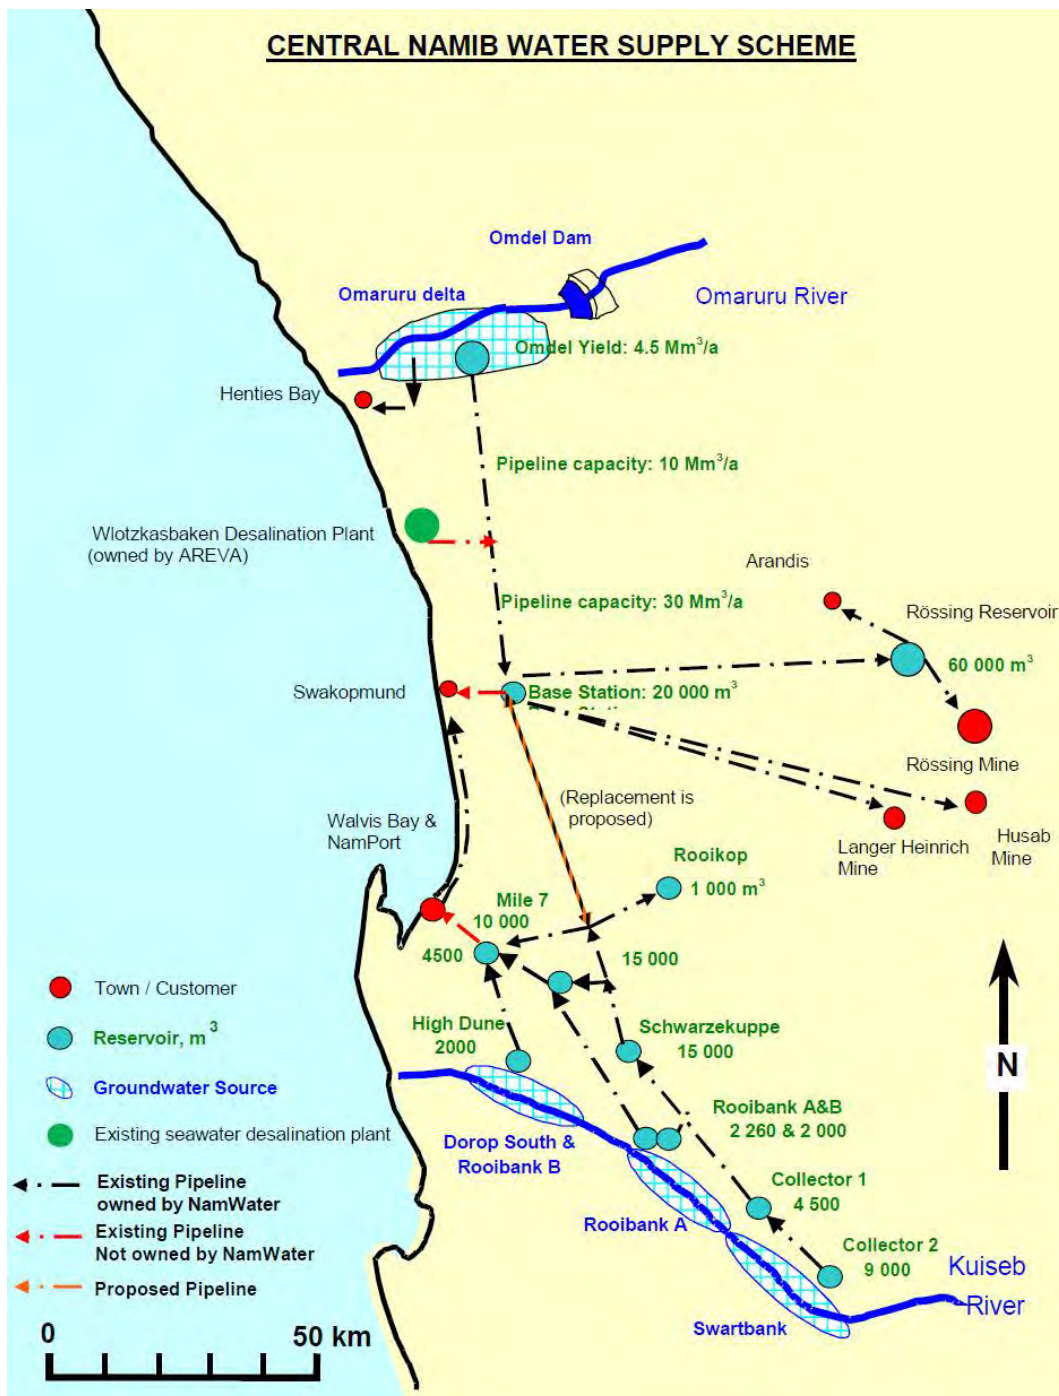 CENTRAL NAMIB WATER SUPPLY SCHEME
Omdel Dam
Omaruru River
Omaruru delta
Omdel Yield: 4.5 Mm³/a
Henties Bay
Pipeline capacity: 10 Mm³/a
Wlotzkasbaken Desalination Plant
(owned by AREVA)
Arandis
Pipeline capacity: 30 Mm³/a
Rössing Reservoir
60 000 m³
Swakopmund
Base Station: 20 000 m³
Rössing Mine
(Replacement is
proposed)
Walvis Bay &
NamPort
Langer Heinrich
Mine
Husab
Mine
Rooikop
1 000 m³
Mile 7
10 000
4500
15 000
Town / Customer
Reservoir, m³
High Dune
2000
Schwarzekuppe
15 000
N
Groundwater Source
Existing seawater desalination plant
Rooibank A&B
2 260 & 2 000
Dorop South &
Rooibank B
Collector 1
4 500
Existing Pipeline
owned by NamWater
Rooibank A
Existing Pipeline
Not owned by NamWater
Collector 2
9 000
Kuiseb
River
Proposed Pipeline
Swartbank
0
50 km